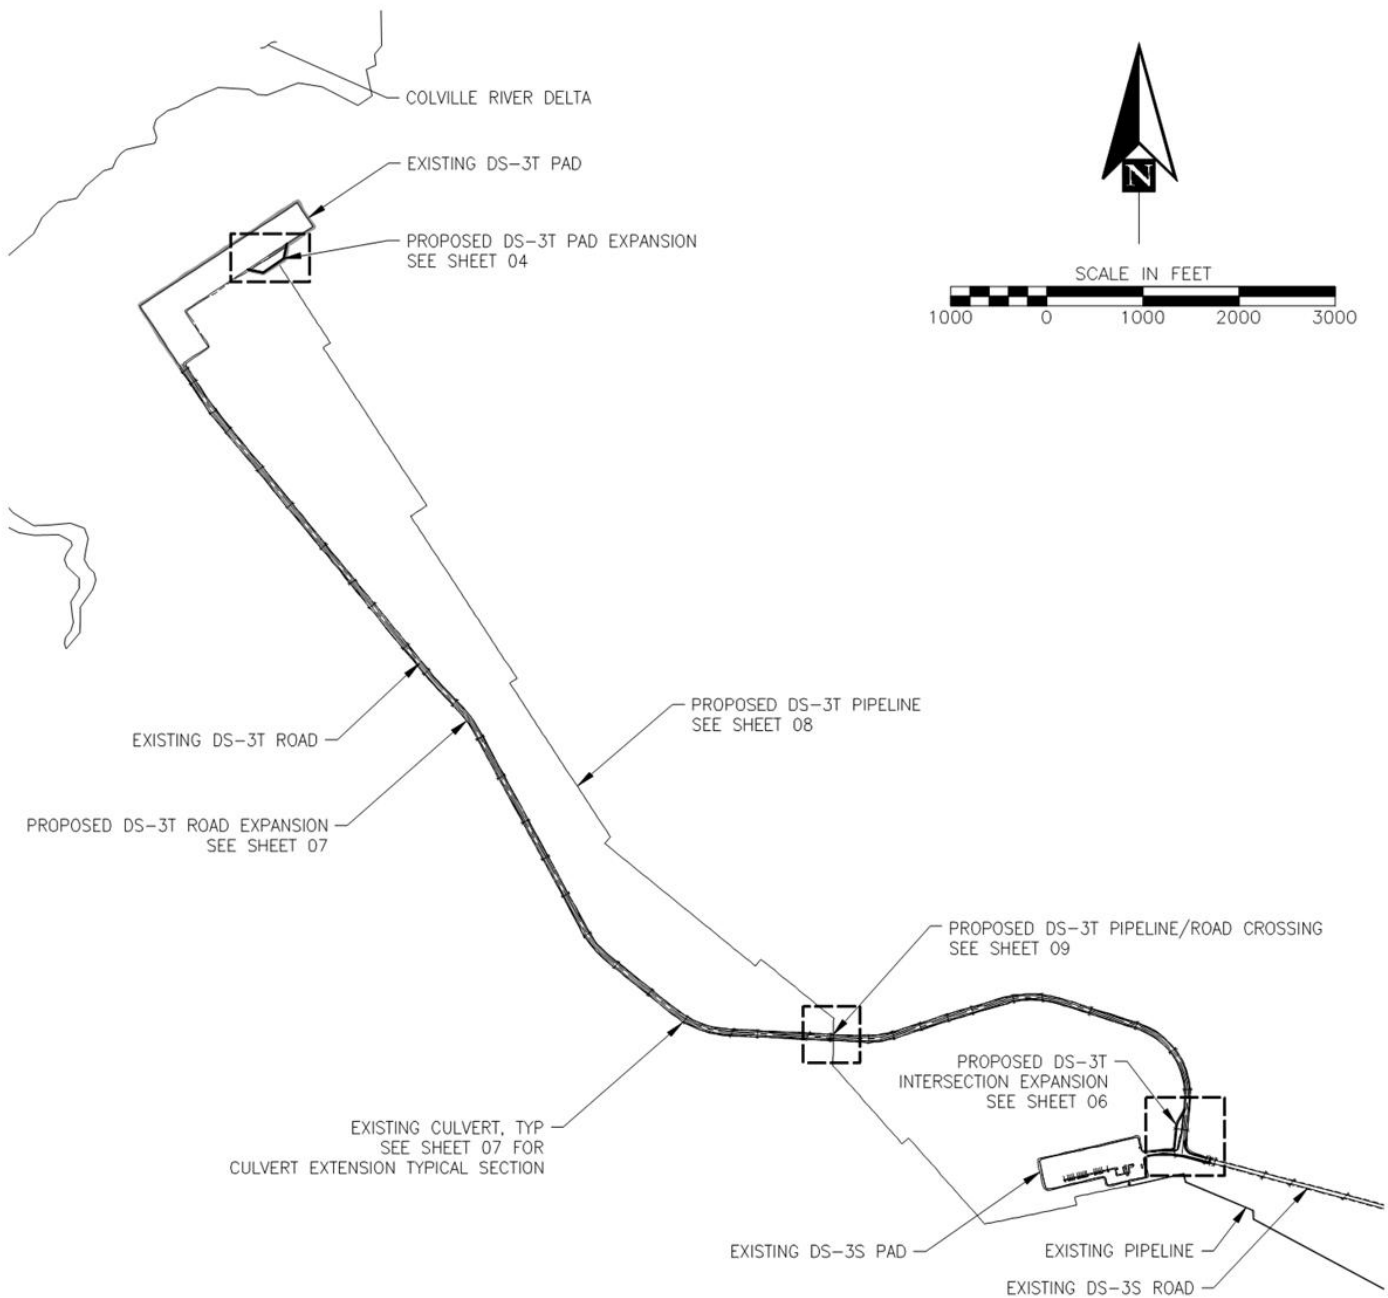 COLVILLE RIVER DELTA
EXISTING DS-3T PAD
PROPOSED DS-3T PAD EXPANSION
SEE SHEET 04
N
SCALE IN FEET
1000 0 1000 2000 3000
PROPOSED DS-3T PIPELINE
SEE SHEET 08
EXISTING DS-3T ROAD
PROPOSED DS-3T ROAD EXPANSION
SEE SHEET 07
PROPOSED DS-3T PIPELINE/ROAD CROSSING
SEE SHEET 09
PROPOSED DS-3T
INTERSECTION EXPANSION
SEE SHEET 06
EXISTING CULVERT, TYP
SEE SHEET 07 FOR
CULVERT EXTENSION TYPICAL SECTION
EXISTING DS-3S PAD
EXISTING PIPELINE
EXISTING DS-3S ROAD